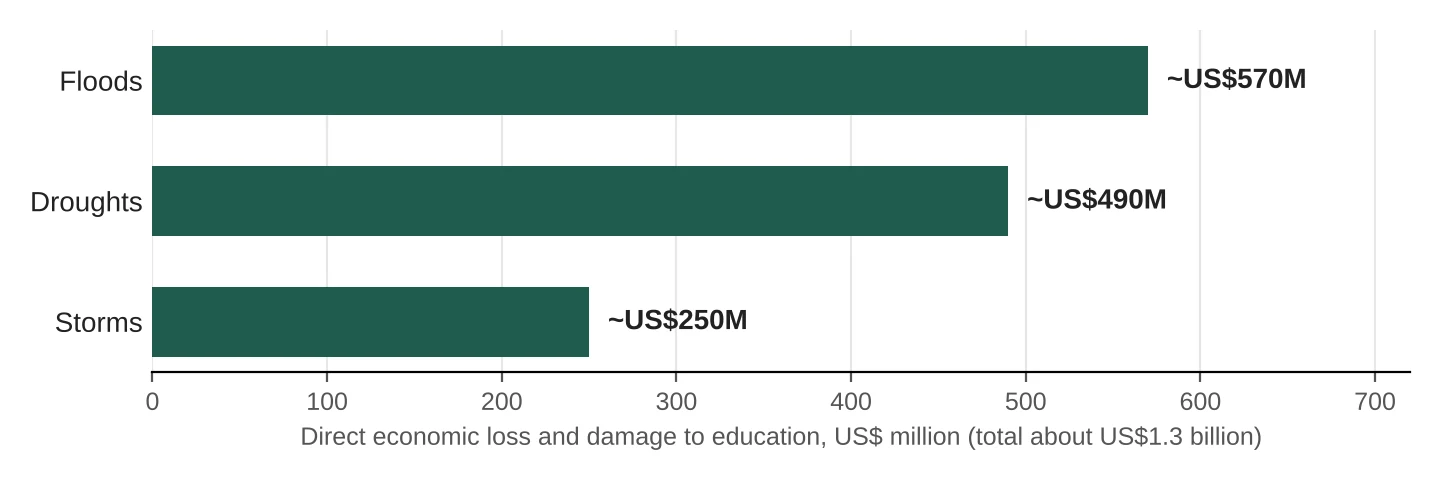 Floods
~US$570M
Droughts
~US$490M
Storms
~US$250M
0 100 200 300 400 500 600 700
Direct economic loss and damage to education, US$ million (total about US$1.3 billion)